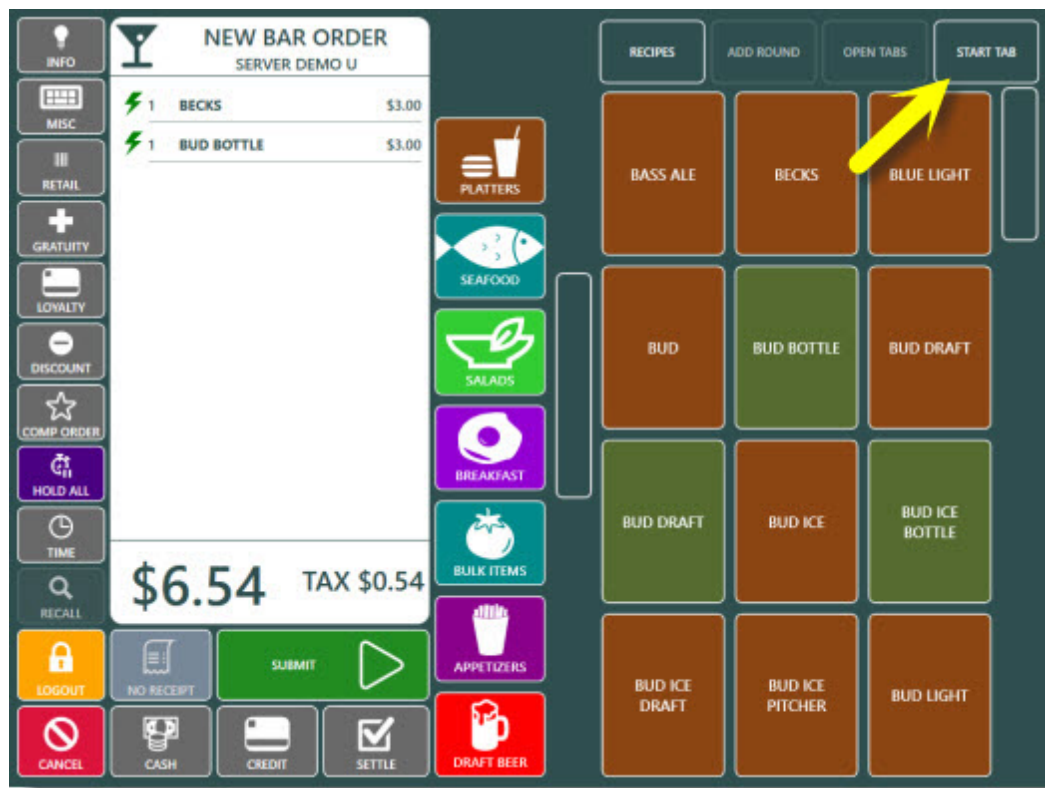 INFO
MISC
RETAIL
GRATUITY
LOYALTY
DISCOUNT
COMP ORDER
HOLD ALL
TIME
RECALL
LOGOUT
CANCEL
NEW BAR ORDER
SERVER DEMO U
1 BECKS $3.00
1 BUD BOTTLE $3.00
$6.54 TAX $0.54
NO RECEIPT
SUBMIT
CASH
CREDIT
SETTLE
PLATTERS
SEAFOOD
SALADS
BREAKFAST
BULK ITEMS
APPETIZERS
DRAFT BEER
RECIPES
ADD ROUND
OPEN TABS
START TAB
BASS ALE
BECKS
BLUE LIGHT
BUD
BUD BOTTLE
BUD DRAFT
BUD DRAFT
BUD ICE
BUD ICE
BOTTLE
BUD ICE
DRAFT
BUD ICE
PITCHER
BUD LIGHT